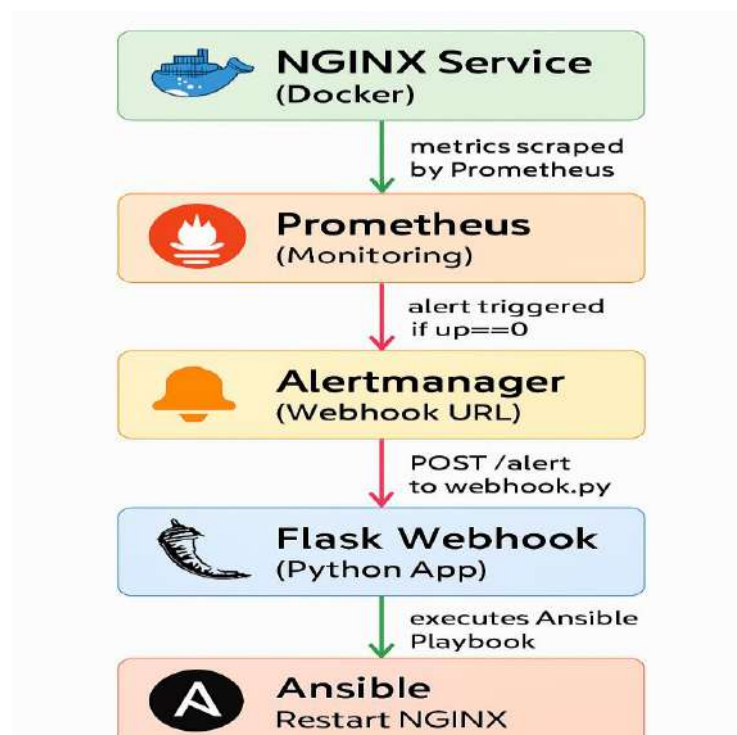 NGINX Service
(Docker)
metrics scraped
by Prometheus
Prometheus
(Monitoring)
alert triggered
if up==0
Alertmanager
(Webhook URL)
POST /alert
to webhook.py
Flask Webhook
(Python App)
executes Ansible
Playbook
Ansible
Restart NGINX